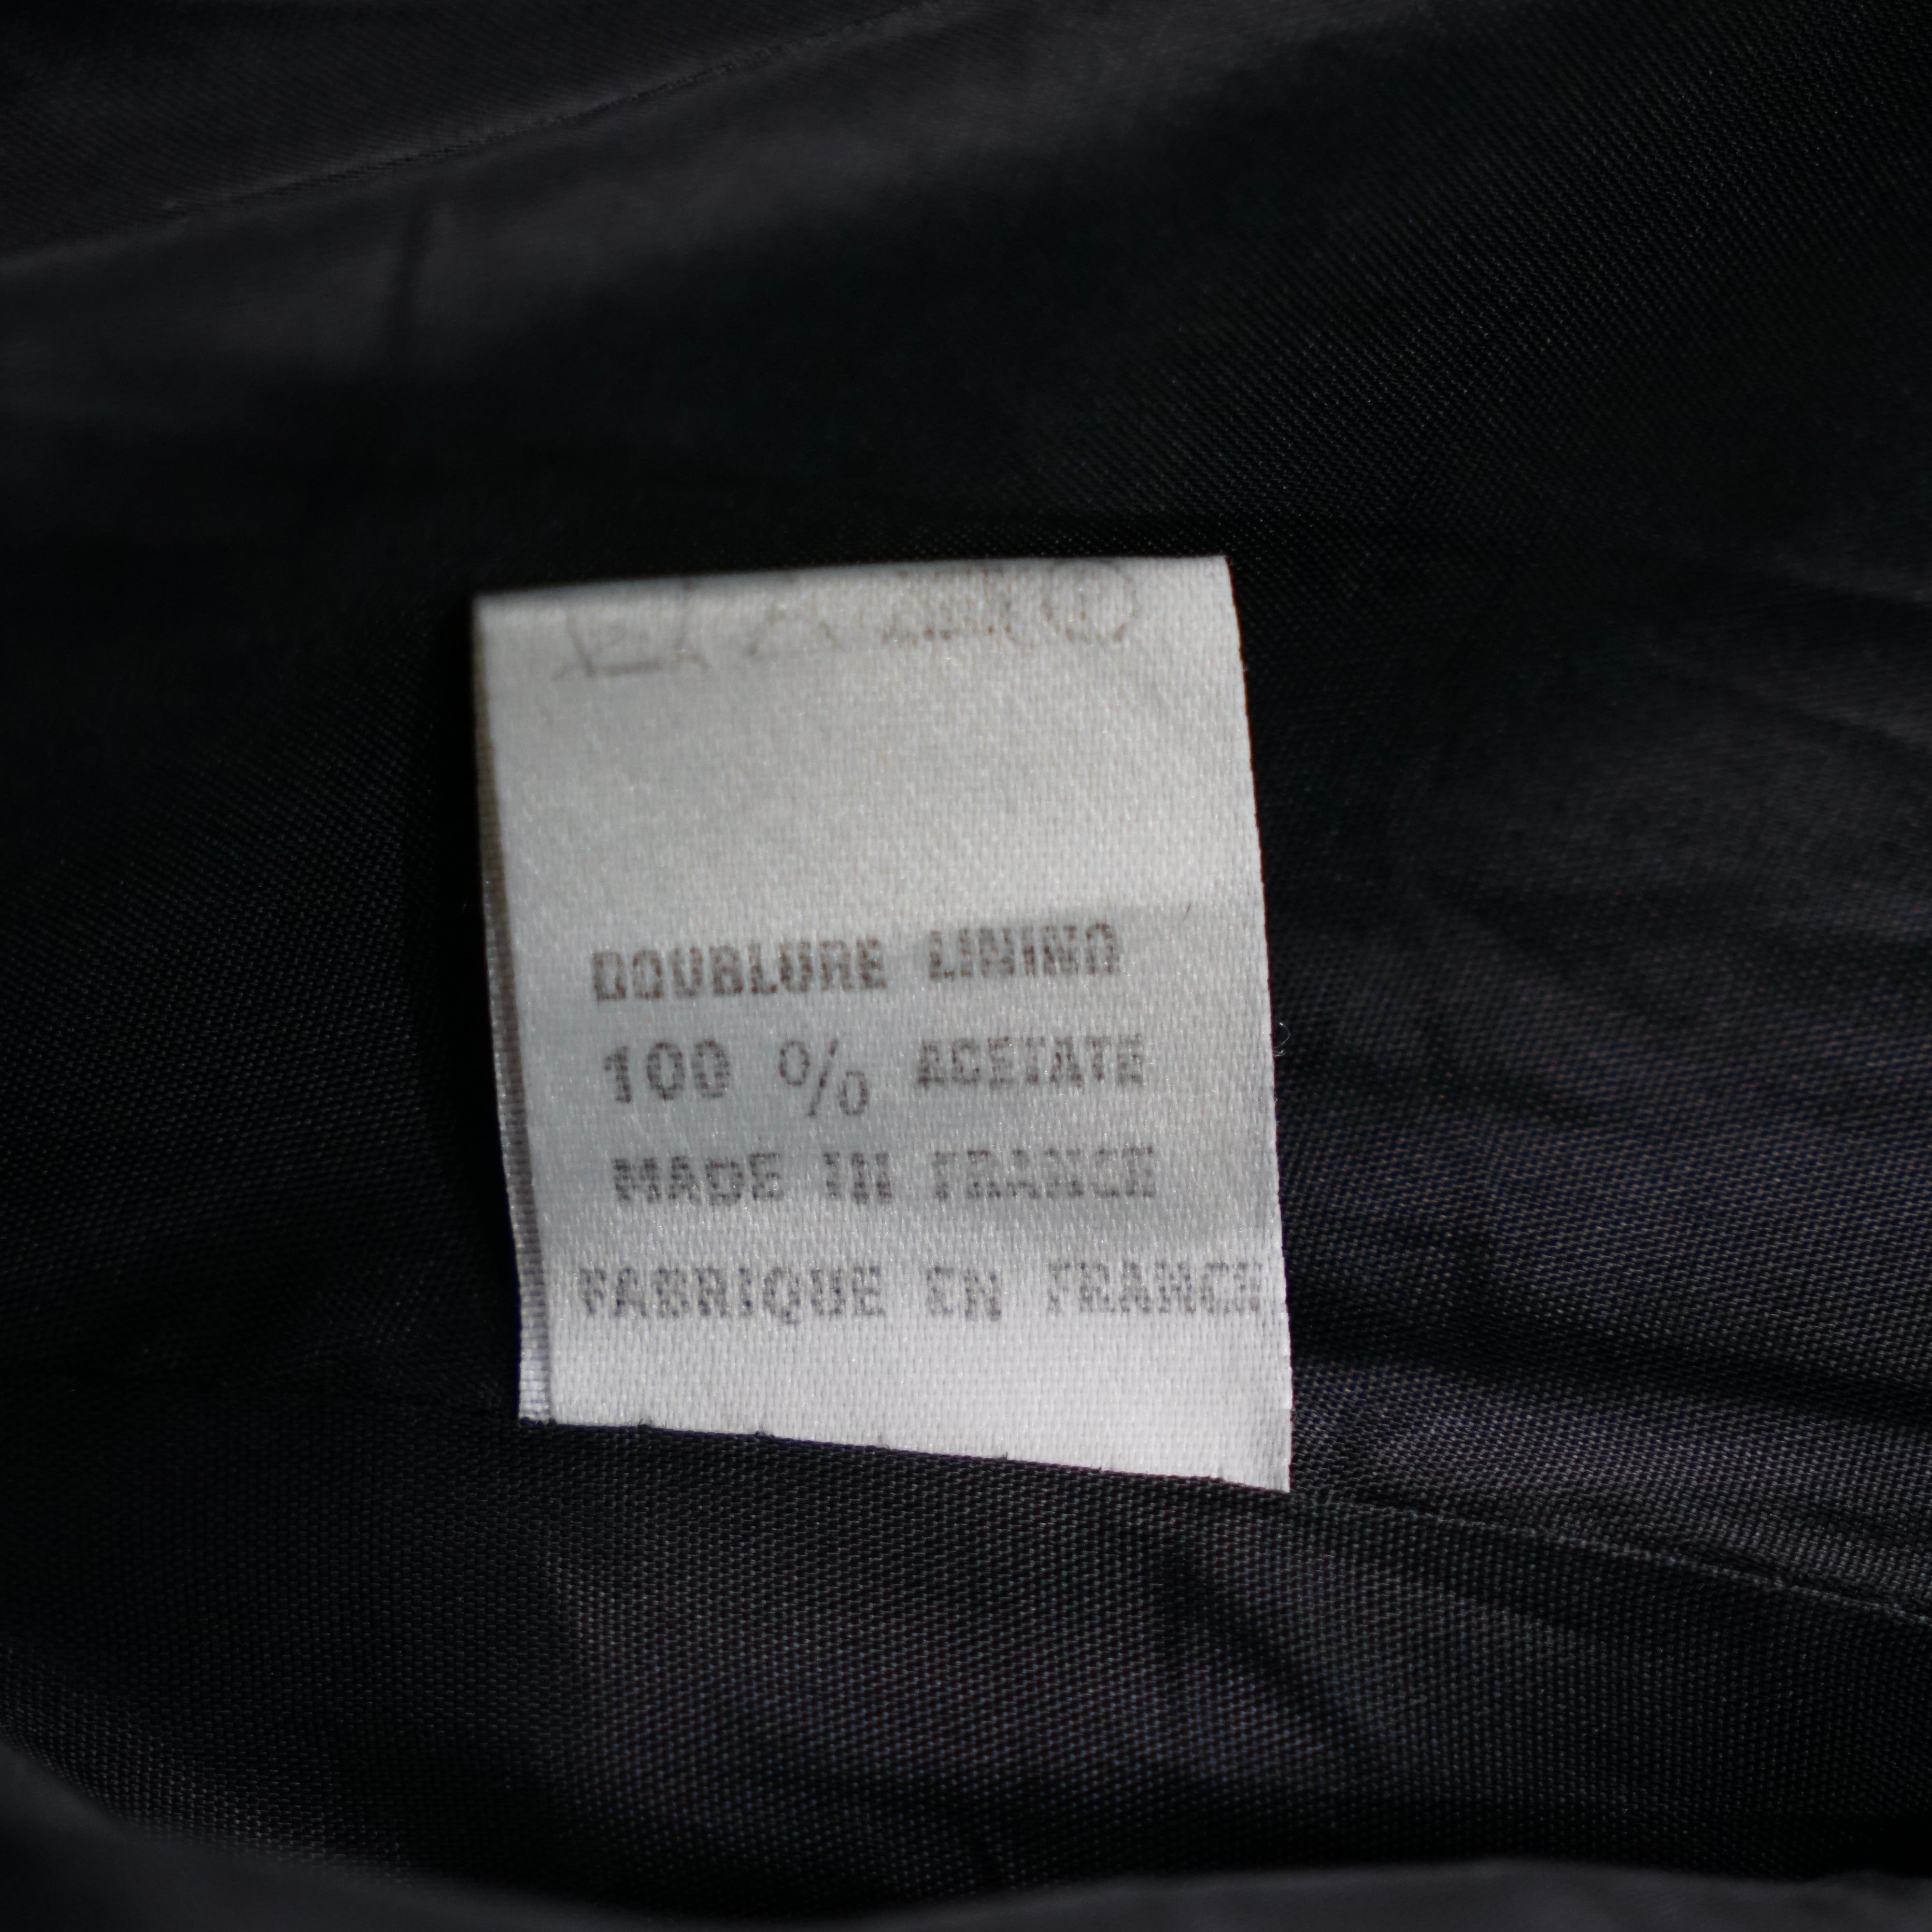 DOUBLURE LINING
100 % ACETATE
MADE IN FRANCE
FABRIQUE EN FRANCE